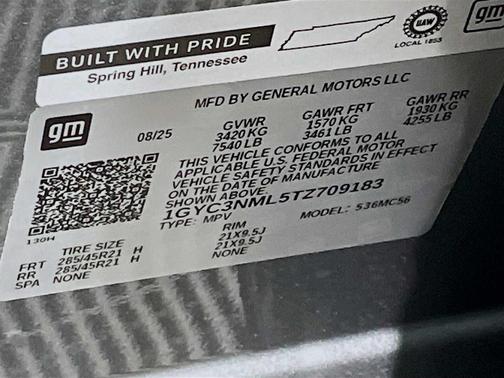 BUILT WITH PRIDE
Spring Hill, Tennessee
UAW
LOCAL 1853
gm
MFD BY GENERAL MOTORS LLC
gm
08/25
GVWR GAWR FRT GAWR RR
3420 KG 1570 KG 1930 KG
7540 LB 3461 LB 4255 LB
THIS VEHICLE CONFORMS TO ALL
APPLICABLE U.S. FEDERAL MOTOR
VEHICLE SAFETY STANDARDS IN EFFECT
ON THE DATE OF MANUFACTURE
SHOWN ABOVE.
1GYC3NML5TZ709183
TYPE: MPV MODEL: 536MC56
130H
TIRE SIZE RIM
FRT 285/45R21 H 21X9.5J
RR 285/45R21 H 21X9.5J
SPA NONE NONE